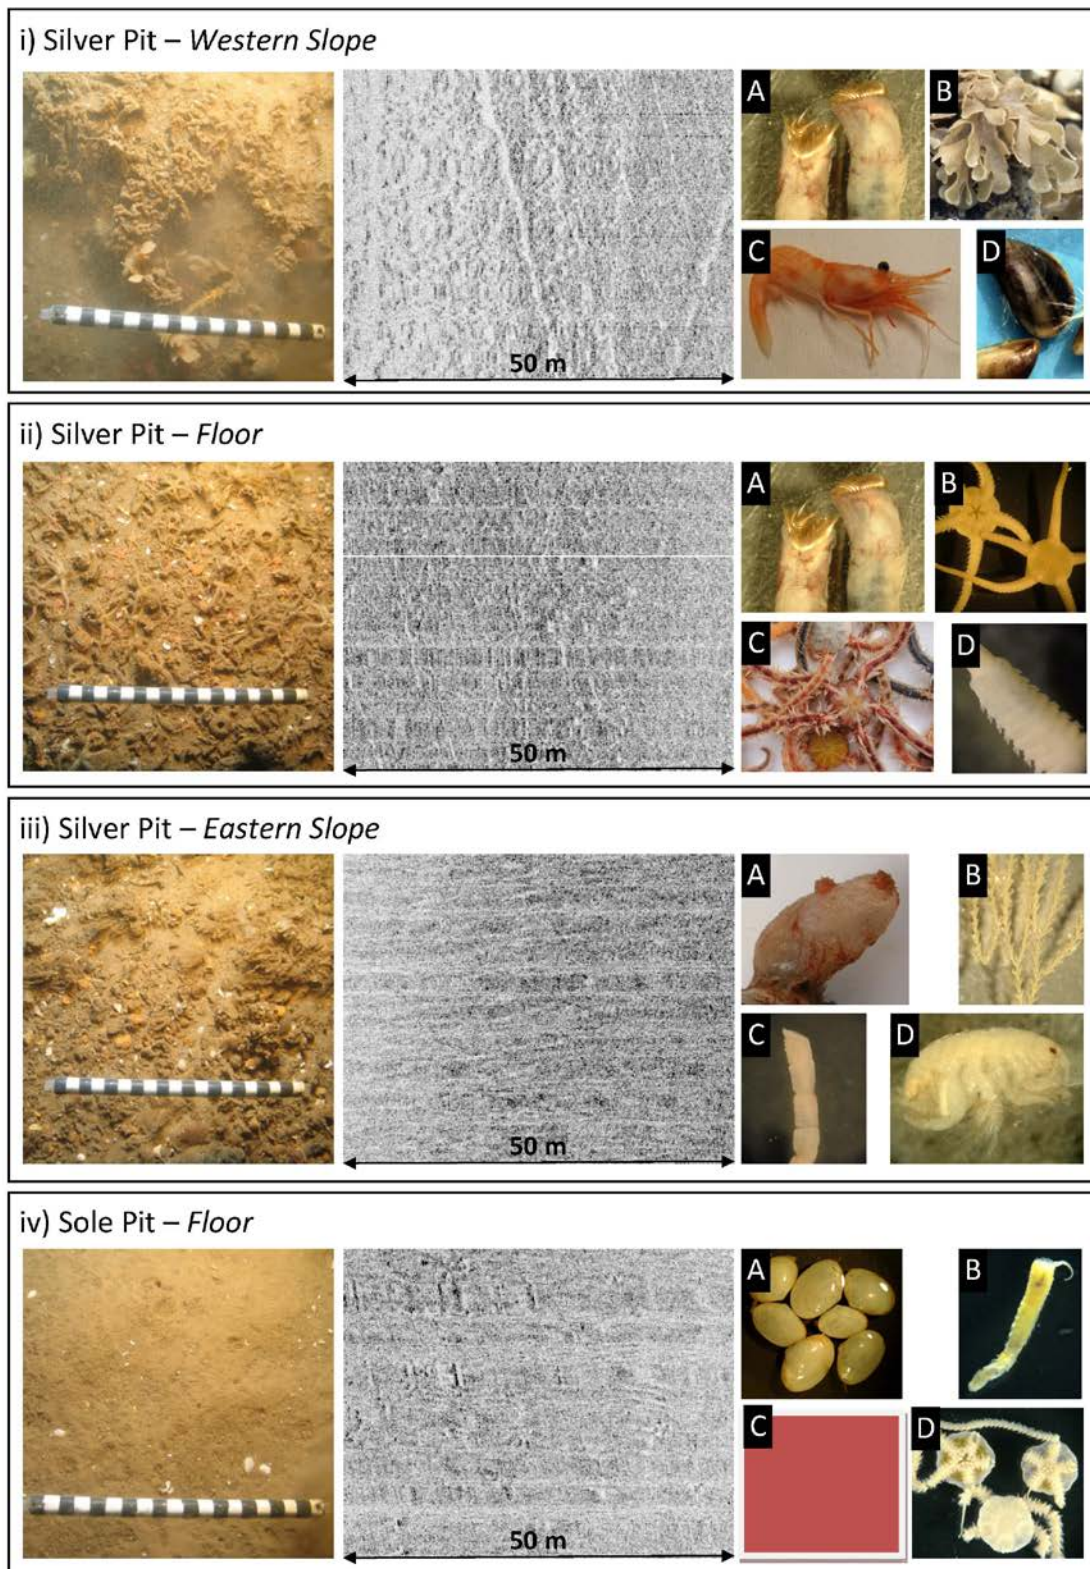 i) Silver Pit – Western Slope
A
B
C
D
50 m
ii) Silver Pit – Floor
A
B
C
D
50 m
iii) Silver Pit – Eastern Slope
A
B
C
D
50 m
iv) Sole Pit – Floor
A
B
C
D
50 m